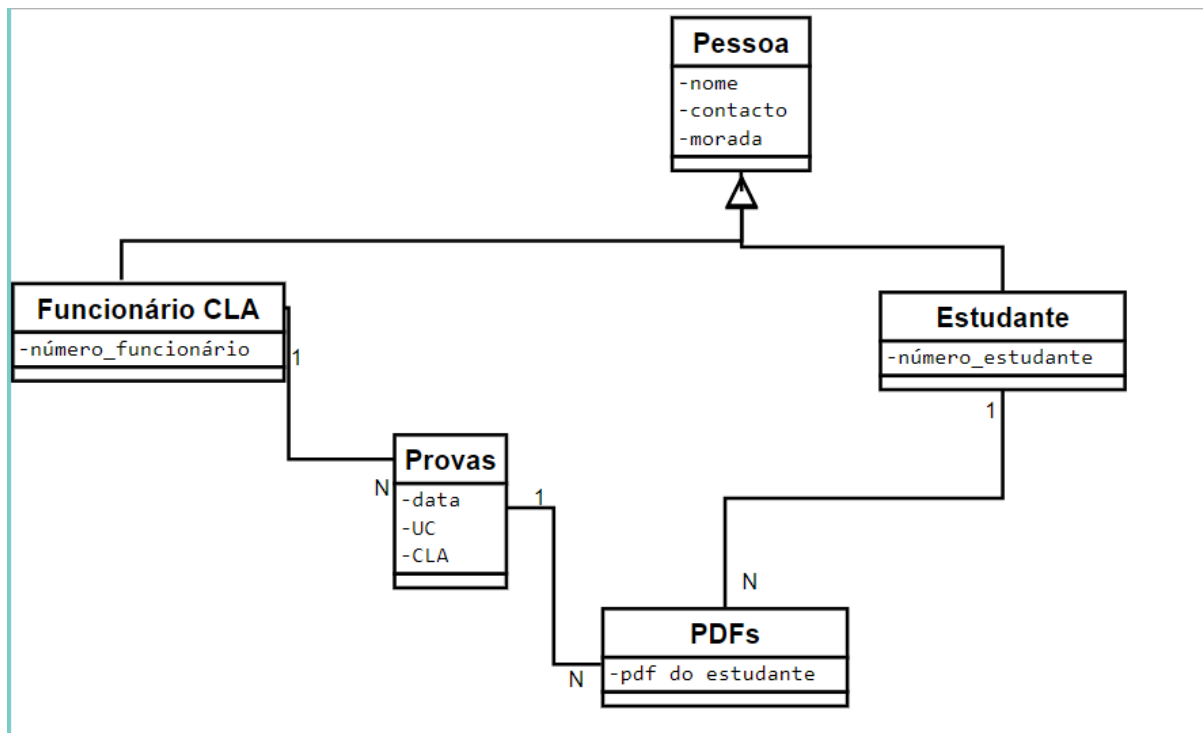 Pessoa
-nome
-contacto
-morada
Funcionário CLA
-número_funcionário
1
Estudante
-número_estudante
1
Provas
-data
-UC
-CLA
N
1
N
PDFs
-pdf do estudante
N